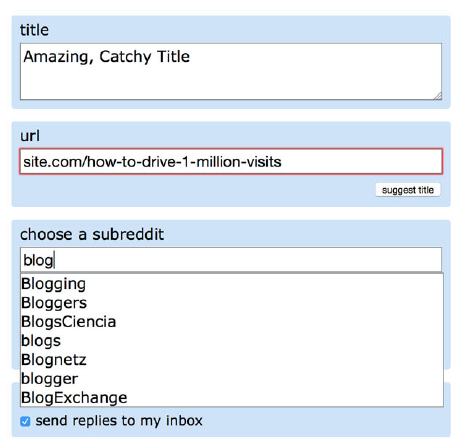 title
Amazing, Catchy Title
url
site.com/how-to-drive-1-million-visits
suggest title
choose a subreddit
blog
Blogging
Bloggers
BlogsCiencia
blogs
Blognetz
blogger
BlogExchange
send replies to my inbox